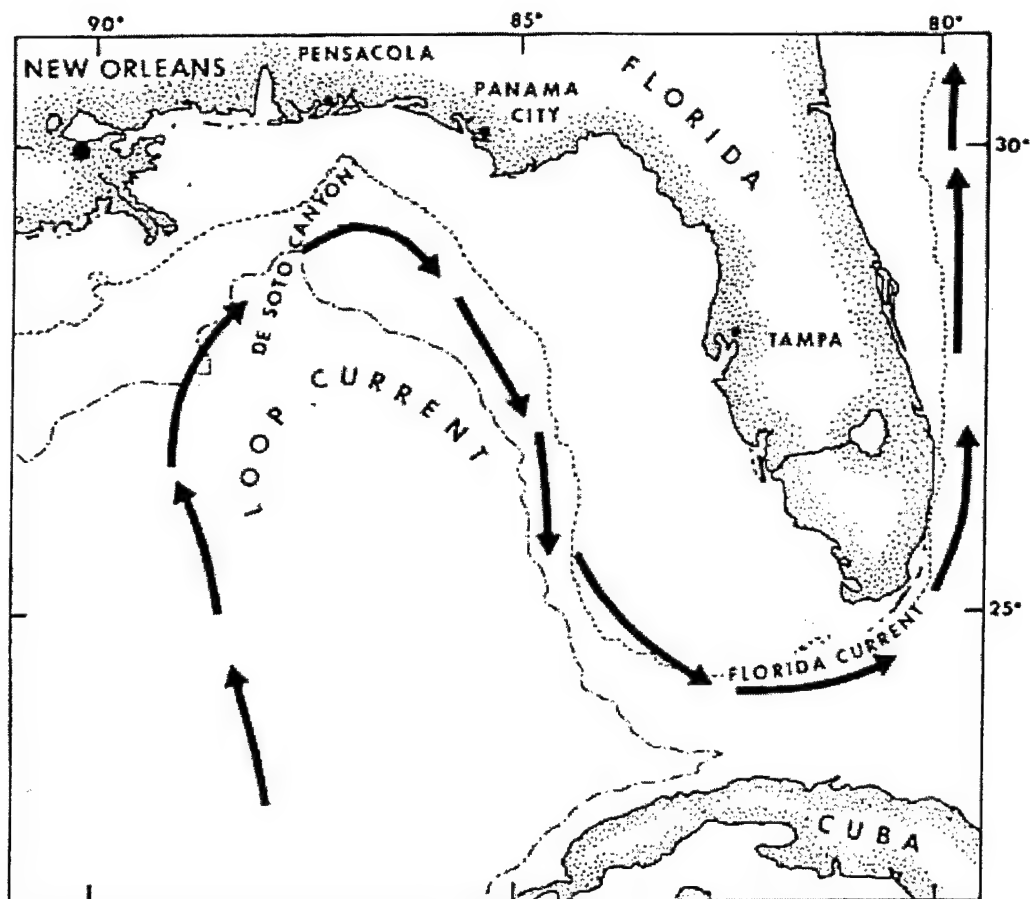 90°
85°
80°
NEW ORLEANS
PENSACOLA
PANAMA
CITY
FLORIDA
30°
DE SOTO CANYON
TAMPA
LOOP CURRENT
25°
FLORIDA CURRENT
CUBA